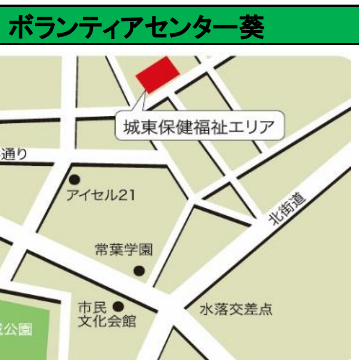 ボランティアセンター葵
城東保健福祉エリア
通り
アイセル21
北街道
常葉学園
市民
文化会館
水落交差点
公園